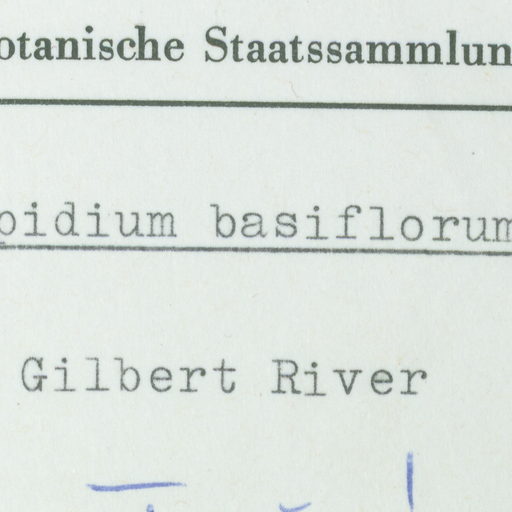 otanische Staatssammlun
pidium basiflorum
Gilbert River